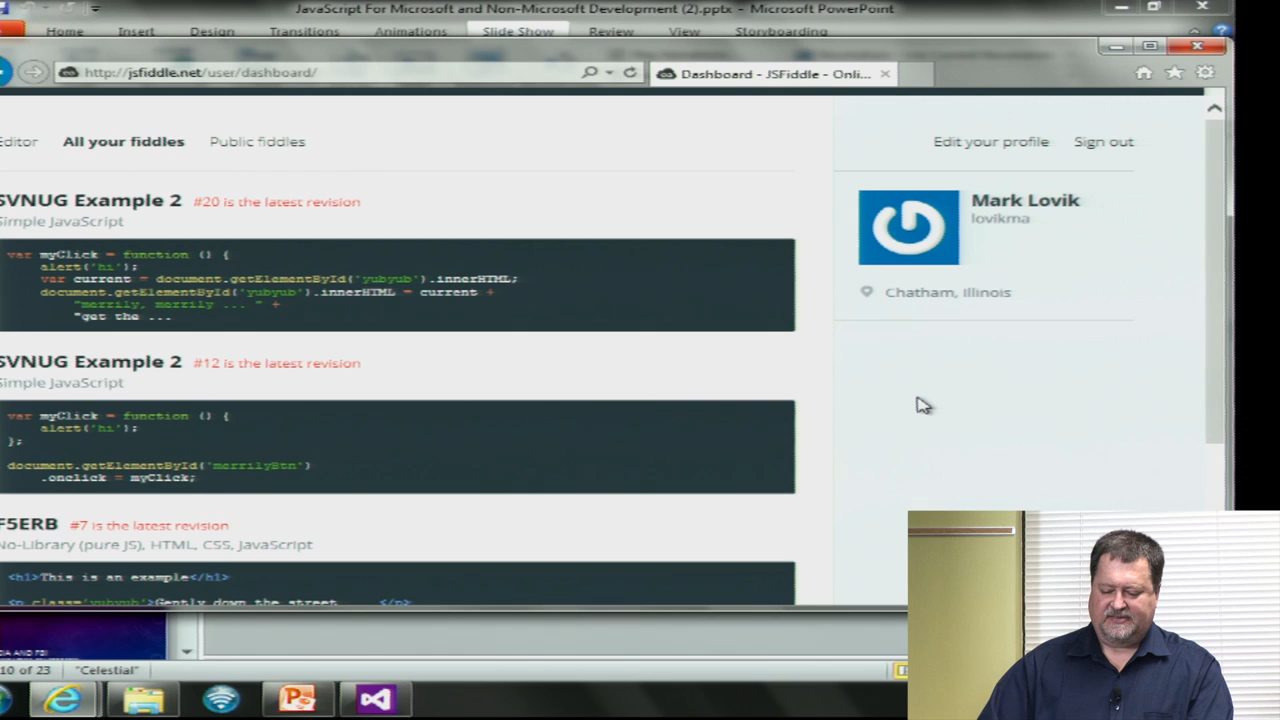 JavaScript For Microsoft and Non-Microsoft Development (2).pptx - Microsoft PowerPoint
Home Insert Design Transitions Animations Slide Show Review View Storyboarding
http://jsfiddle.net/user/dashboard/
Dashboard - JSFiddle - Onli...
Editor All your fiddles Public fiddles
Edit your profile Sign out
SVNUG Example 2 #20 is the latest revision
Simple JavaScript
var myClick = function () {
alert('hi');
var current = document.getElementById('yubyub').innerHTML;
document.getElementById('yubyub').innerHTML = current +
"merrily, merrily ... " +
"get the ...
Mark Lovik
lovikma
Chatham, Illinois
SVNUG Example 2 #12 is the latest revision
Simple JavaScript
var myClick = function () {
alert('hi');
};
document.getElementById('merrilyBtn')
.onclick = myClick;
F5ERB #7 is the latest revision
No-Library (pure JS), HTML, CSS, JavaScript
<h1>This is an example</h1>
<p class='yubyub'>Gently down the street </p>
10 of 23 "Celestial"